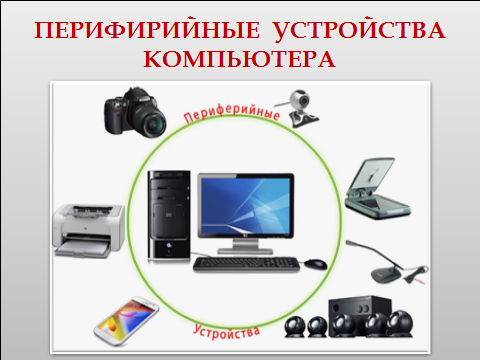 ПЕРИФИРИЙНЫЕ УСТРОЙСТВА
КОМПЬЮТЕРА
Периферийные
Устройства